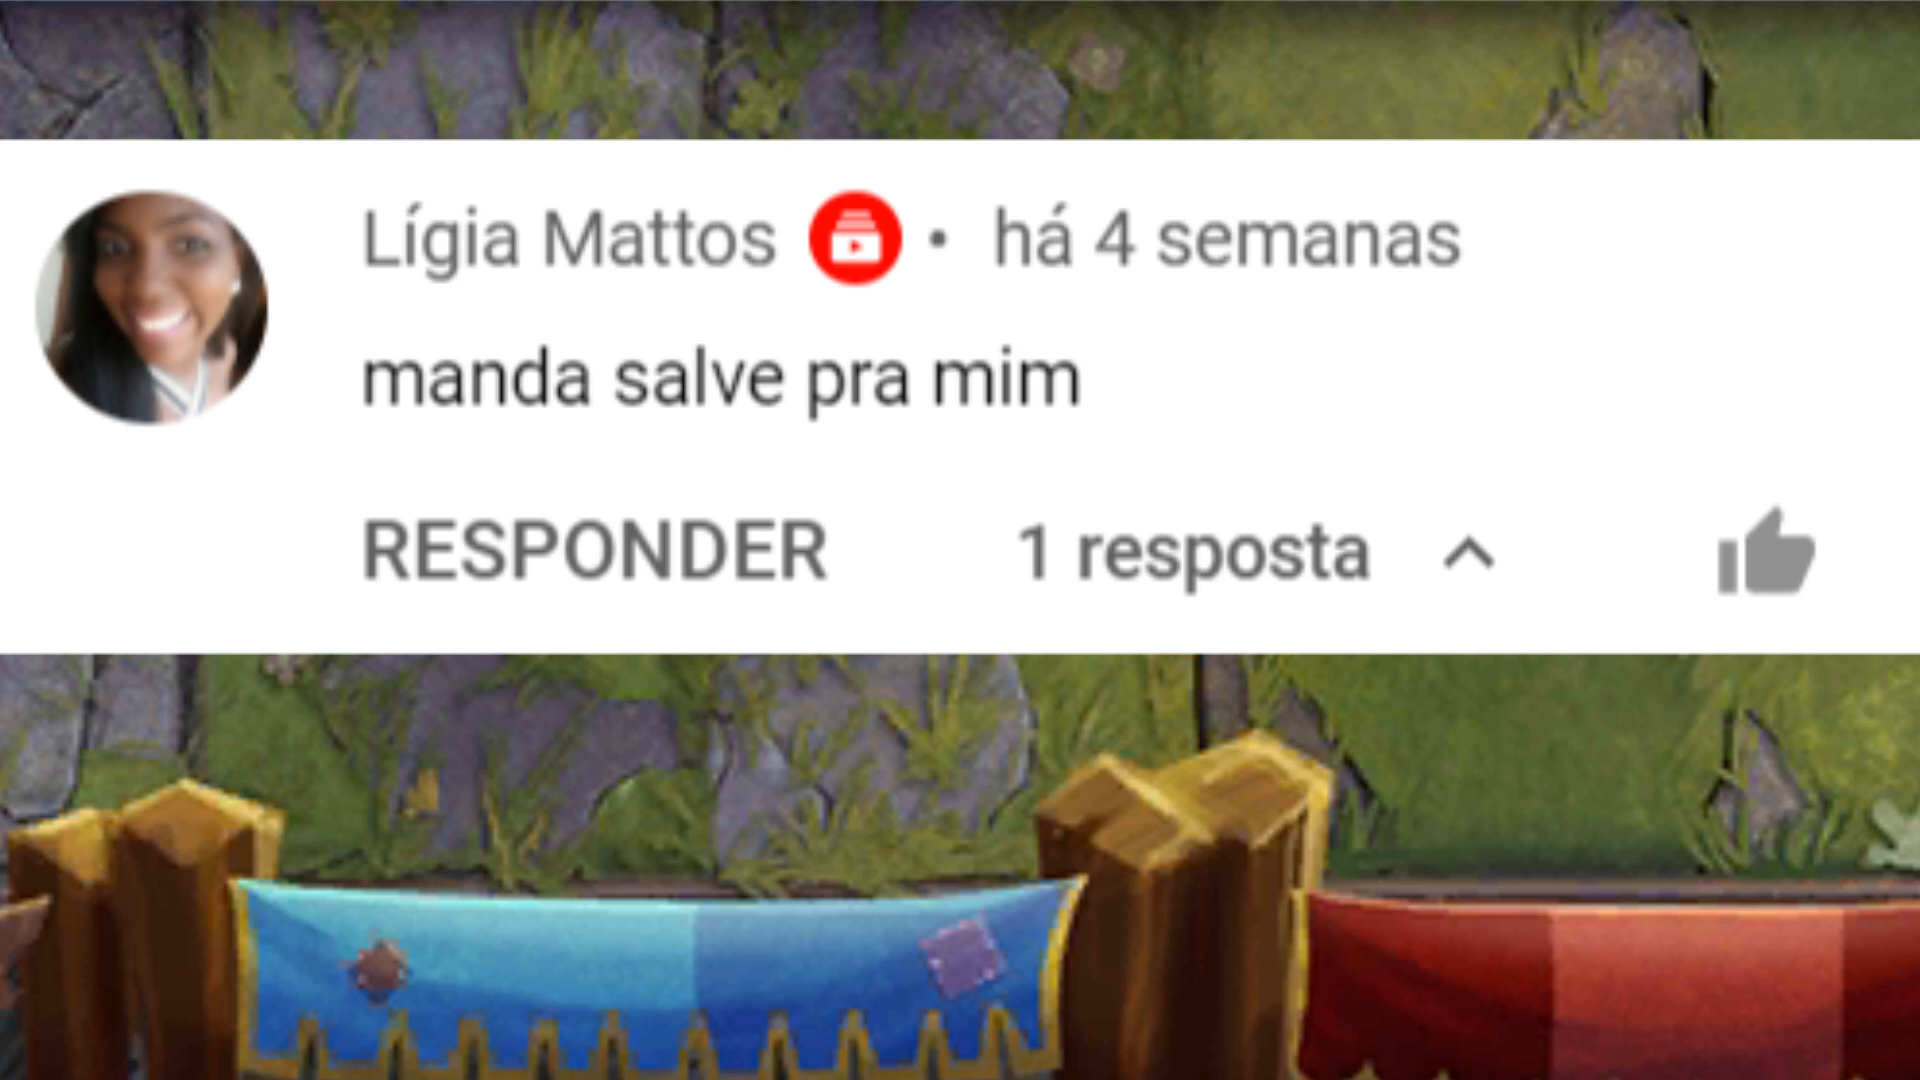 Lígia Mattos • há 4 semanas
manda salve pra mim
RESPONDER 1 resposta